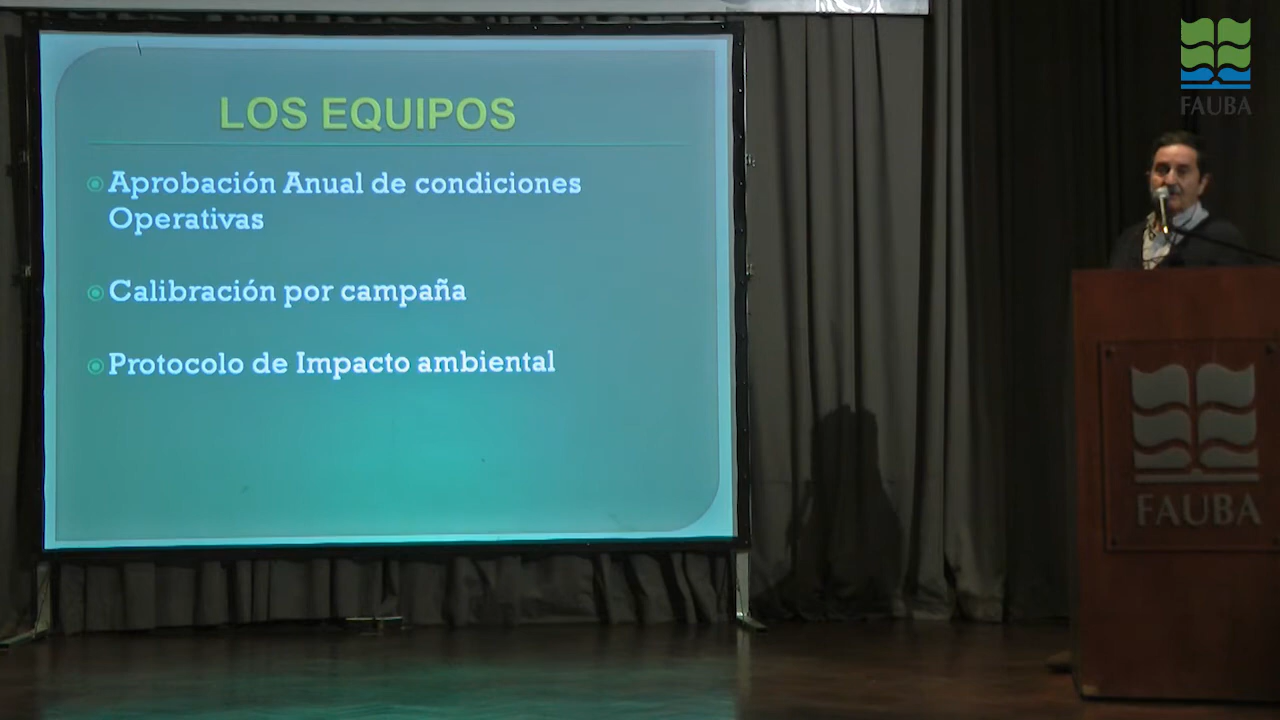 LOS EQUIPOS
Aprobación Anual de condiciones
Operativas
Calibración por campaña
Protocolo de Impacto ambiental
FAUBA
FAUBA